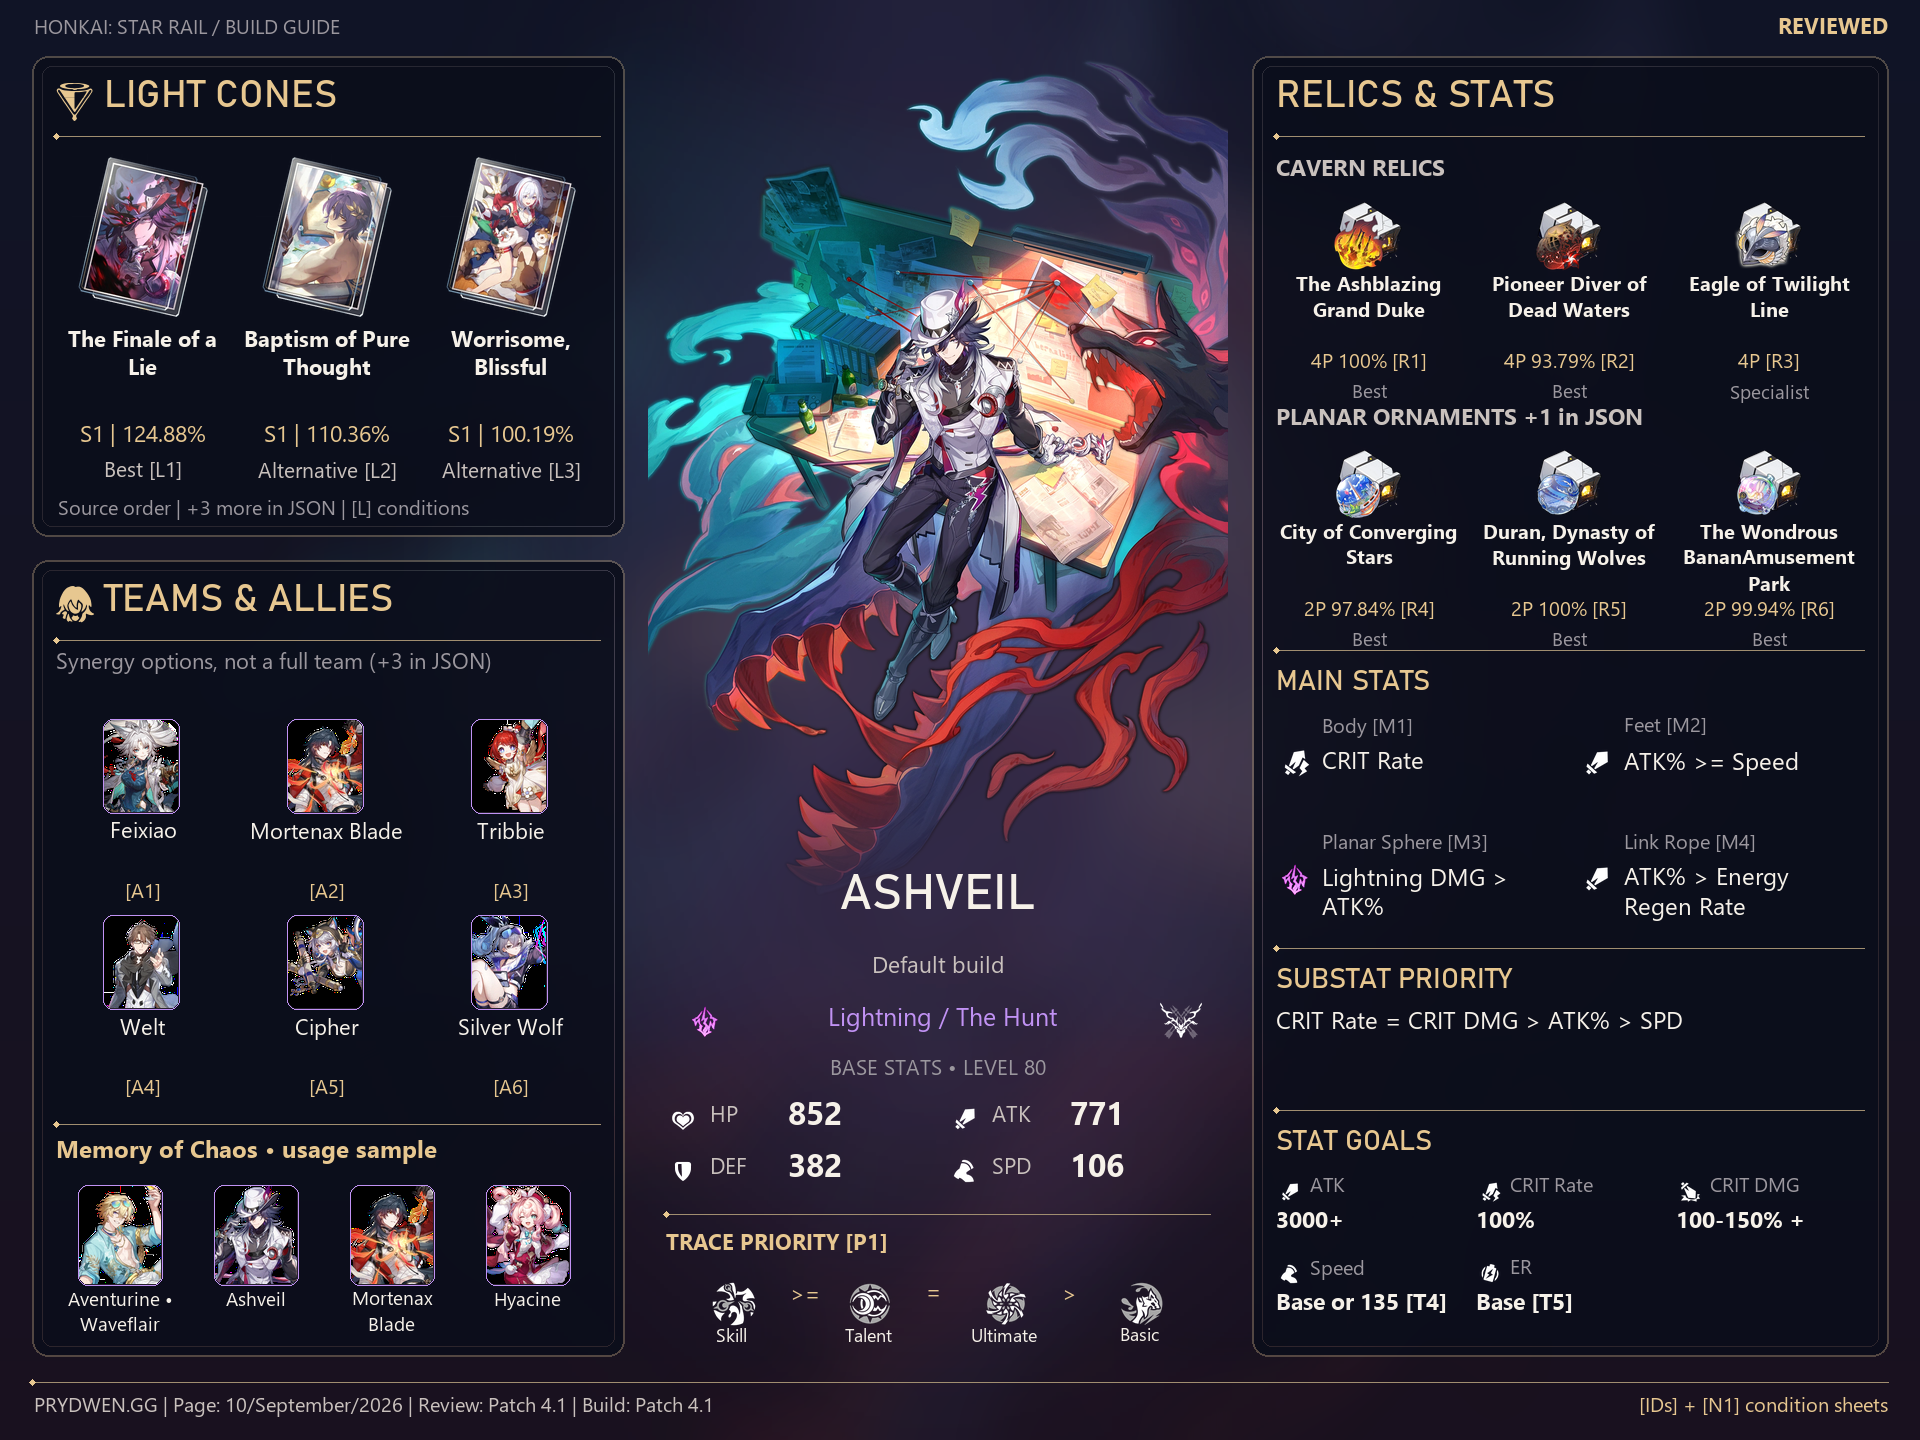 HONKAI: STAR RAIL / BUILD GUIDE
REVIEWED
LIGHT CONES
The Finale of a Lie
S1 | 124.88%
Best [L1]
Baptism of Pure Thought
S1 | 110.36%
Alternative [L2]
Worrisome, Blissful
S1 | 100.19%
Alternative [L3]
Source order | +3 more in JSON | [L] conditions
TEAMS & ALLIES
Synergy options, not a full team (+3 in JSON)
Feixiao
[A1]
Mortenax Blade
[A2]
Tribbie
[A3]
Welt
[A4]
Cipher
[A5]
Silver Wolf
[A6]
Memory of Chaos • usage sample
Aventurine • Waveflair
Ashveil
Mortenax Blade
Hyacine
ASHVEIL
Default build
Lightning / The Hunt
BASE STATS • LEVEL 80
HP 852
ATK 771
DEF 382
SPD 106
TRACE PRIORITY [P1]
Skill >= Talent = Ultimate > Basic
RELICS & STATS
CAVERN RELICS
The Ashblazing Grand Duke
4P 100% [R1]
Best
Pioneer Diver of Dead Waters
4P 93.79% [R2]
Best
Eagle of Twilight Line
4P [R3]
Specialist
PLANAR ORNAMENTS +1 in JSON
City of Converging Stars
2P 97.84% [R4]
Best
Duran, Dynasty of Running Wolves
2P 100% [R5]
Best
The Wondrous BananAmusement Park
2P 99.94% [R6]
Best
MAIN STATS
Body [M1]
CRIT Rate
Feet [M2]
ATK% >= Speed
Planar Sphere [M3]
Lightning DMG > ATK%
Link Rope [M4]
ATK% > Energy Regen Rate
SUBSTAT PRIORITY
CRIT Rate = CRIT DMG > ATK% > SPD
STAT GOALS
ATK
3000+
CRIT Rate
100%
CRIT DMG
100-150% +
Speed
Base or 135 [T4]
ER
Base [T5]
PRYDWEN.GG | Page: 10/September/2026 | Review: Patch 4.1 | Build: Patch 4.1
[IDs] + [N1] condition sheets